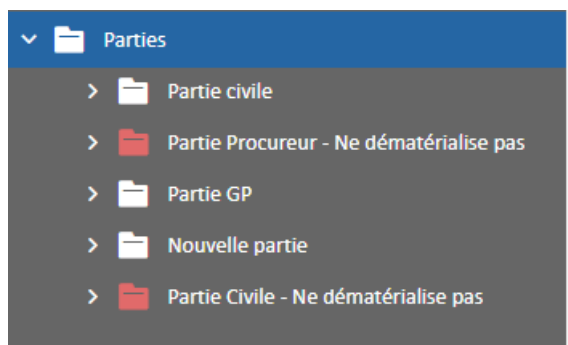 Parties
Partie civile
Partie Procureur - Ne dématérialise pas
Partie GP
Nouvelle partie
Partie Civile - Ne dématérialise pas